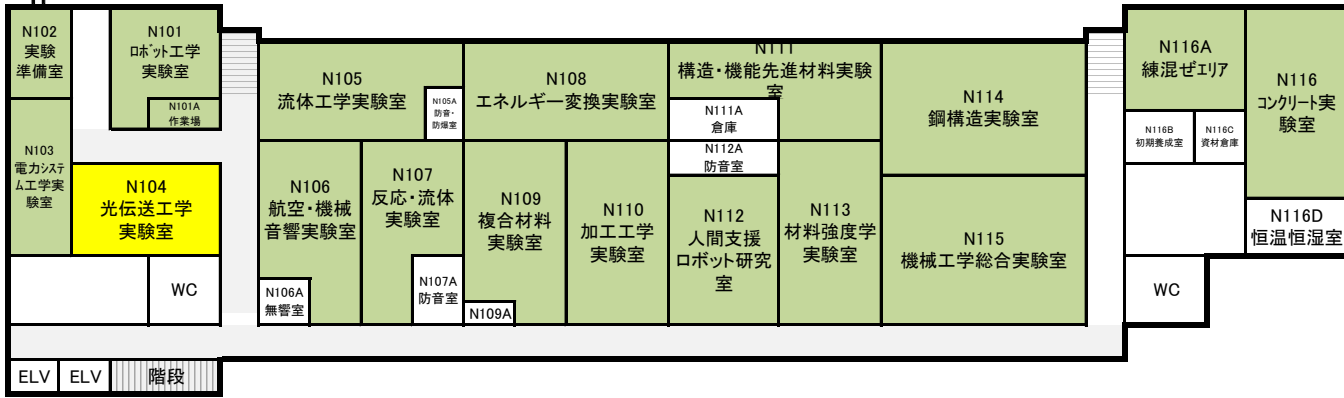 N102
実験
準備室
N101
ロボット工学
実験室
N101A
作業場
N103
電力システ
ム工学実
験室
N104
光伝送工学
実験室
WC
ELV
ELV
階段
N105
流体工学実験室
N105A
防音・
防爆室
N106
航空・機械
音響実験室
N106A
無響室
N107
反応・流体
実験室
N107A
防音室
N108
エネルギー変換実験室
N109
複合材料
実験室
N109A
N110
加工工学
実験室
N111
構造・機能先進材料実験
室
N111A
倉庫
N112A
防音室
N112
人間支援
ロボット研究
室
N113
材料強度学
実験室
N114
鋼構造実験室
N115
機械工学総合実験室
N116A
練混ぜエリア
N116B
初期養成室
N116C
資材倉庫
N116
コンクリート実
験室
N116D
恒温恒湿室
WC